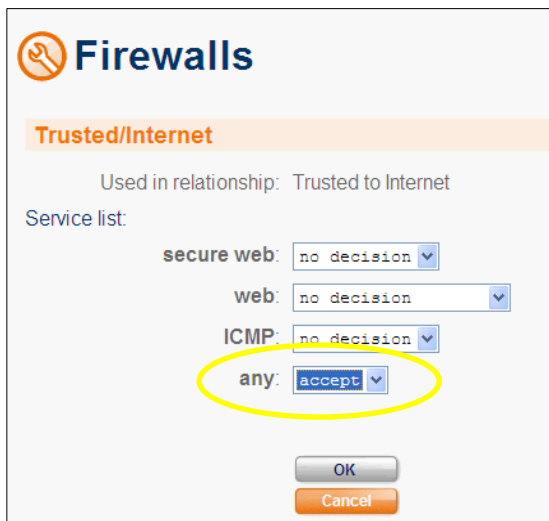 Firewalls
Trusted/Internet
Used in relationship: Trusted to Internet
Service list:
secure web: no decision
web: no decision
ICMP: no decision
any: accept
OK
Cancel